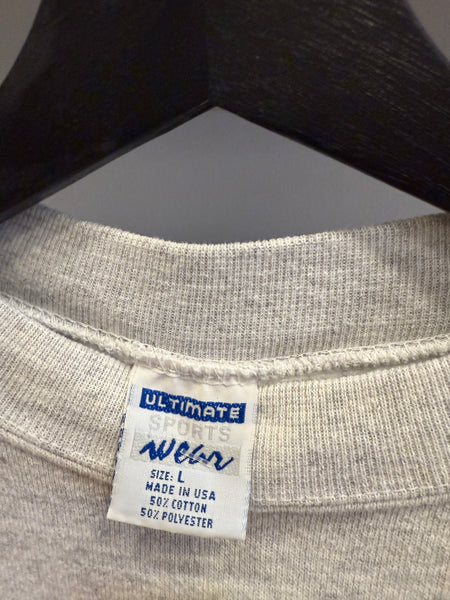 ULTIMATE
SPORTS
wear
SIZE: L
MADE IN USA
50% COTTON
50% POLYESTER